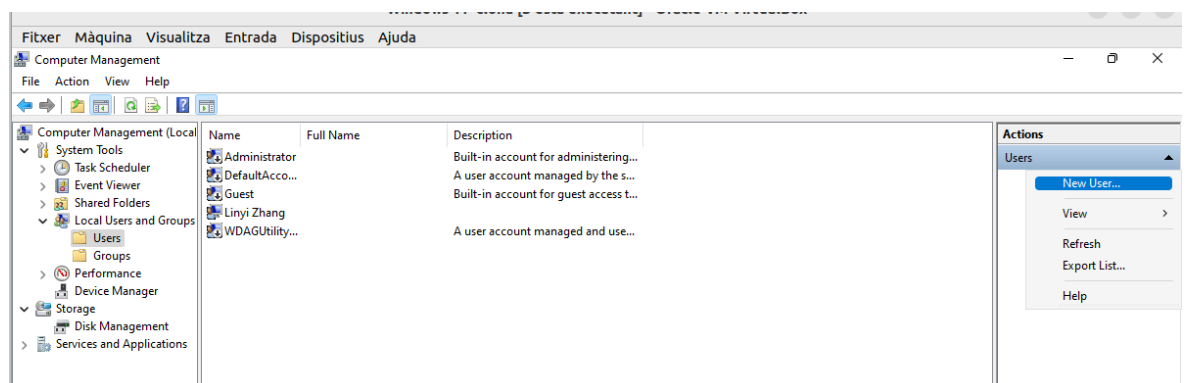 Fitxer Màquina Visualitza Entrada Dispositius Ajuda
Computer Management
File Action View Help
Computer Management (Local
System Tools
Task Scheduler
Event Viewer
Shared Folders
Local Users and Groups
Users
Groups
Performance
Device Manager
Storage
Disk Management
Services and Applications
Name Full Name Description
Administrator Built-in account for administering...
DefaultAcco... A user account managed by the s...
Guest Built-in account for guest access t...
Linyi Zhang
WDAGUtility... A user account managed and use...
Actions
Users
New User...
View
Refresh
Export List...
Help